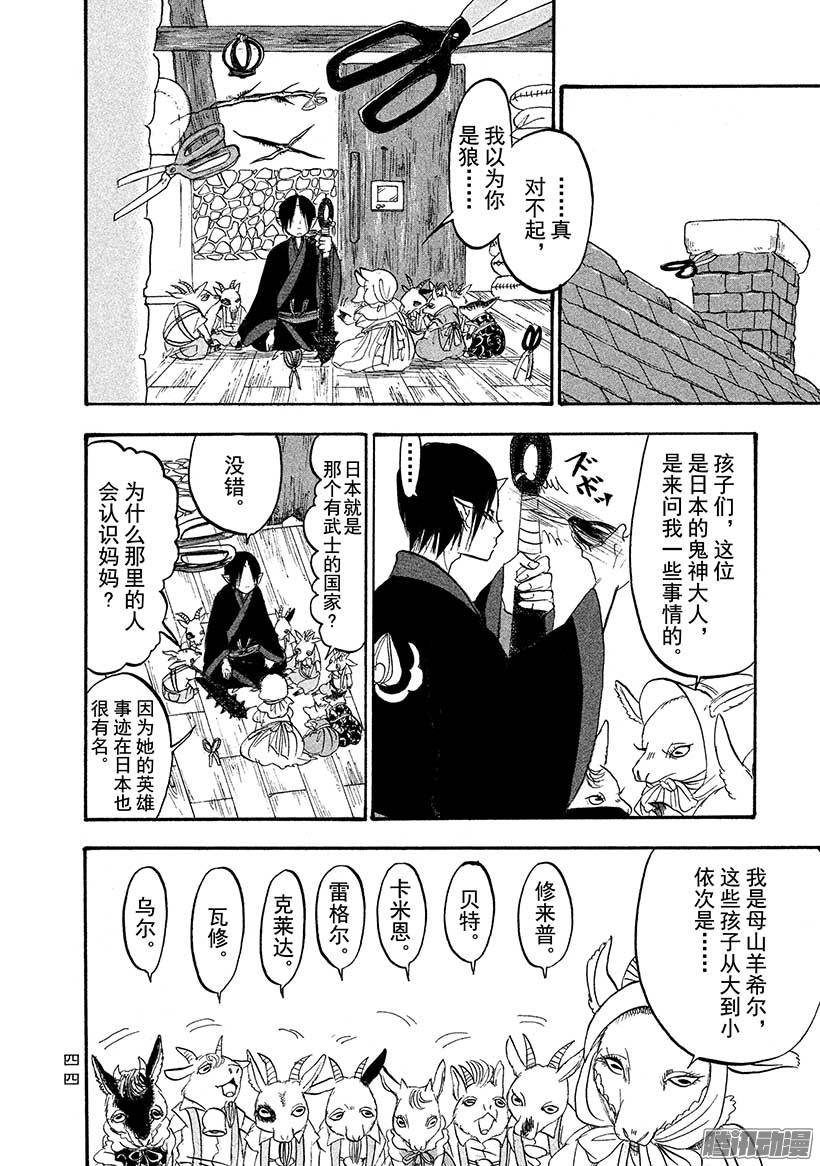 ……真
对不起，
我以为你
是狼……
孩子们，这位
是日本的鬼神大人，
是来问我一些事情的。
ズボッ
……
日本就是
那个有武士的国家？
没错。
为什么那里的人
会认识妈妈？
因为她的英雄
事迹在日本也
很有名。
我是母山羊希尔，
这些孩子从大到小
依次是……
修来普。
贝特。
卡米恩。
雷格尔。
克莱达。
瓦修。
乌尔。
四四
腾讯动漫